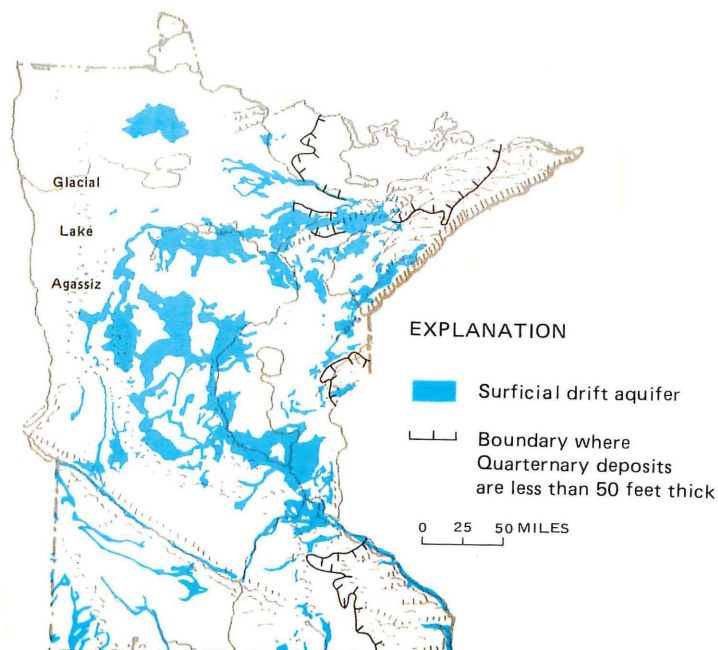 Glacial
Lake
Agassiz
EXPLANATION
Surficial drift aquifer
Boundary where
Quarternary deposits
are less than 50 feet thick
0 25 50 MILES